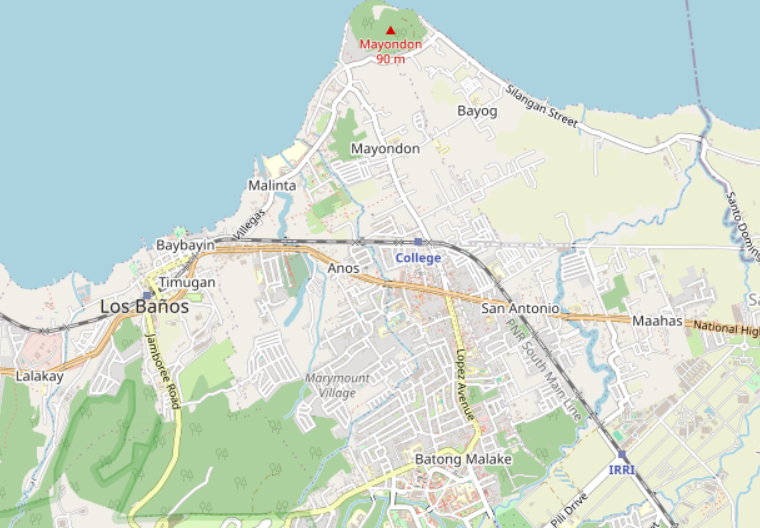 Mayondon
90 m
Silangan Street
Bayog
Mayondon
Malinta
Villegas
Santo Doming
Baybayin
College
Anos
Timugan
Los Baños
San Antonio
Maahas
National High
PNR South Main Line
Jamboree Road
Lopez Avenue
Lalakay
Marymount
Village
Batong Malake
IRRI
Pili Drive